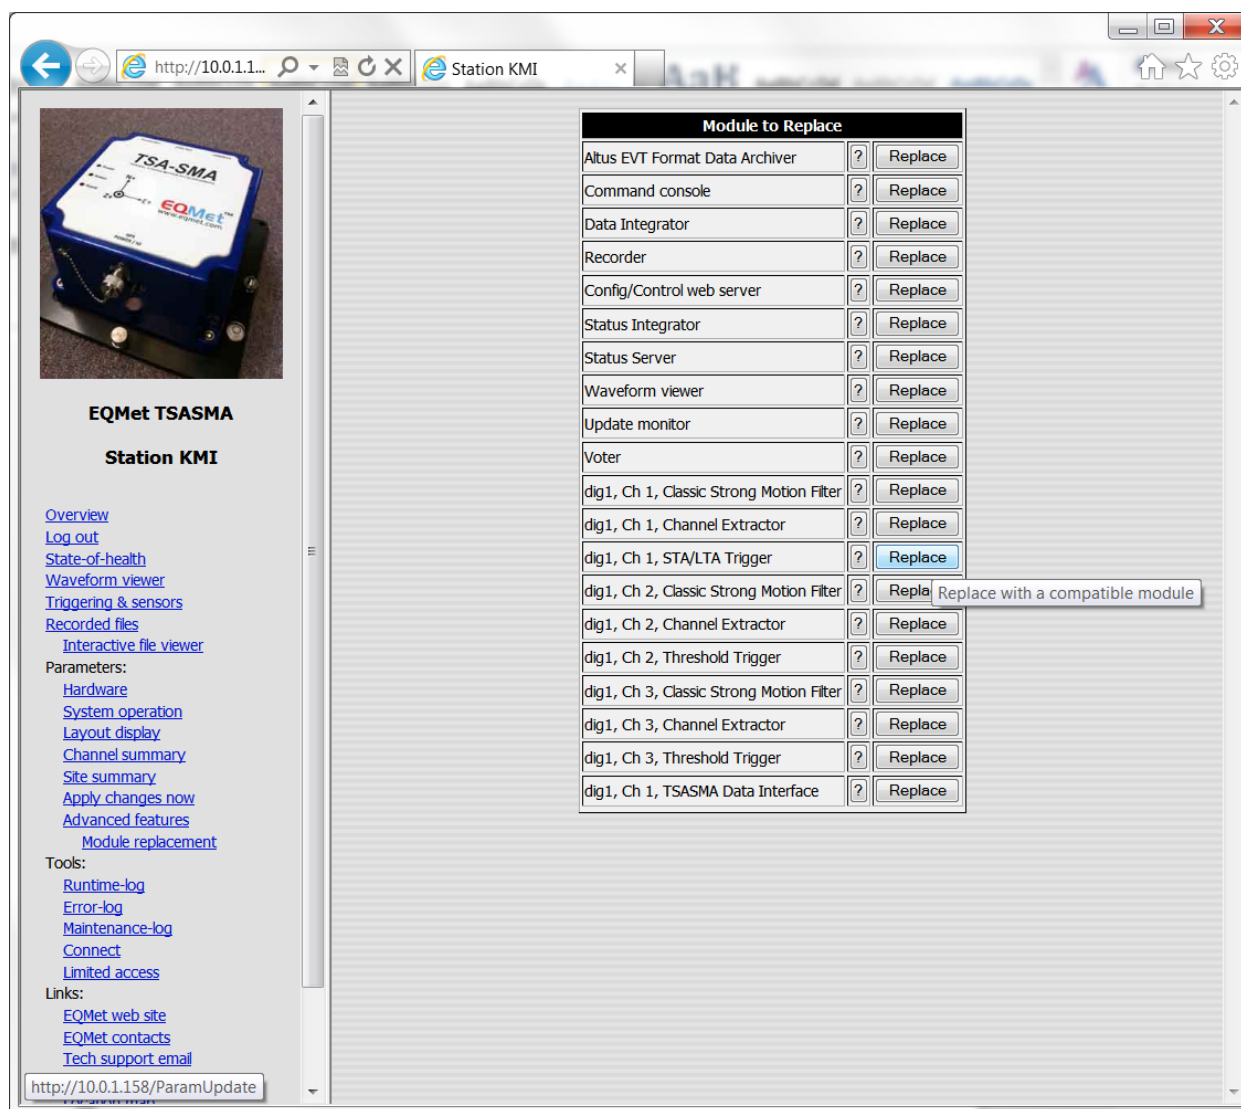 http://10.0.1.1...
Station KMI
AaB
TSA-SMA
EQMet
www.eqmet.com
EQMet TSASMA
Station KMI
Overview
Log out
State-of-health
Waveform viewer
Triggering & sensors
Recorded files
Interactive file viewer
Parameters:
Hardware
System operation
Layout display
Channel summary
Site summary
Apply changes now
Advanced features
Module replacement
Tools:
Runtime-log
Error-log
Maintenance-log
Connect
Limited access
Links:
EQMet web site
EQMet contacts
Tech support email
http://10.0.1.158/ParamUpdate
Module to Replace
Altus EVT Format Data Archiver ? Replace
Command console ? Replace
Data Integrator ? Replace
Recorder ? Replace
Config/Control web server ? Replace
Status Integrator ? Replace
Status Server ? Replace
Waveform viewer ? Replace
Update monitor ? Replace
Voter ? Replace
dig1, Ch 1, Classic Strong Motion Filter ? Replace
dig1, Ch 1, Channel Extractor ? Replace
dig1, Ch 1, STA/LTA Trigger ? Replace
dig1, Ch 2, Classic Strong Motion Filter ? Repla
Replace with a compatible module
dig1, Ch 2, Channel Extractor ? Replace
dig1, Ch 2, Threshold Trigger ? Replace
dig1, Ch 3, Classic Strong Motion Filter ? Replace
dig1, Ch 3, Channel Extractor ? Replace
dig1, Ch 3, Threshold Trigger ? Replace
dig1, Ch 1, TSASMA Data Interface ? Replace